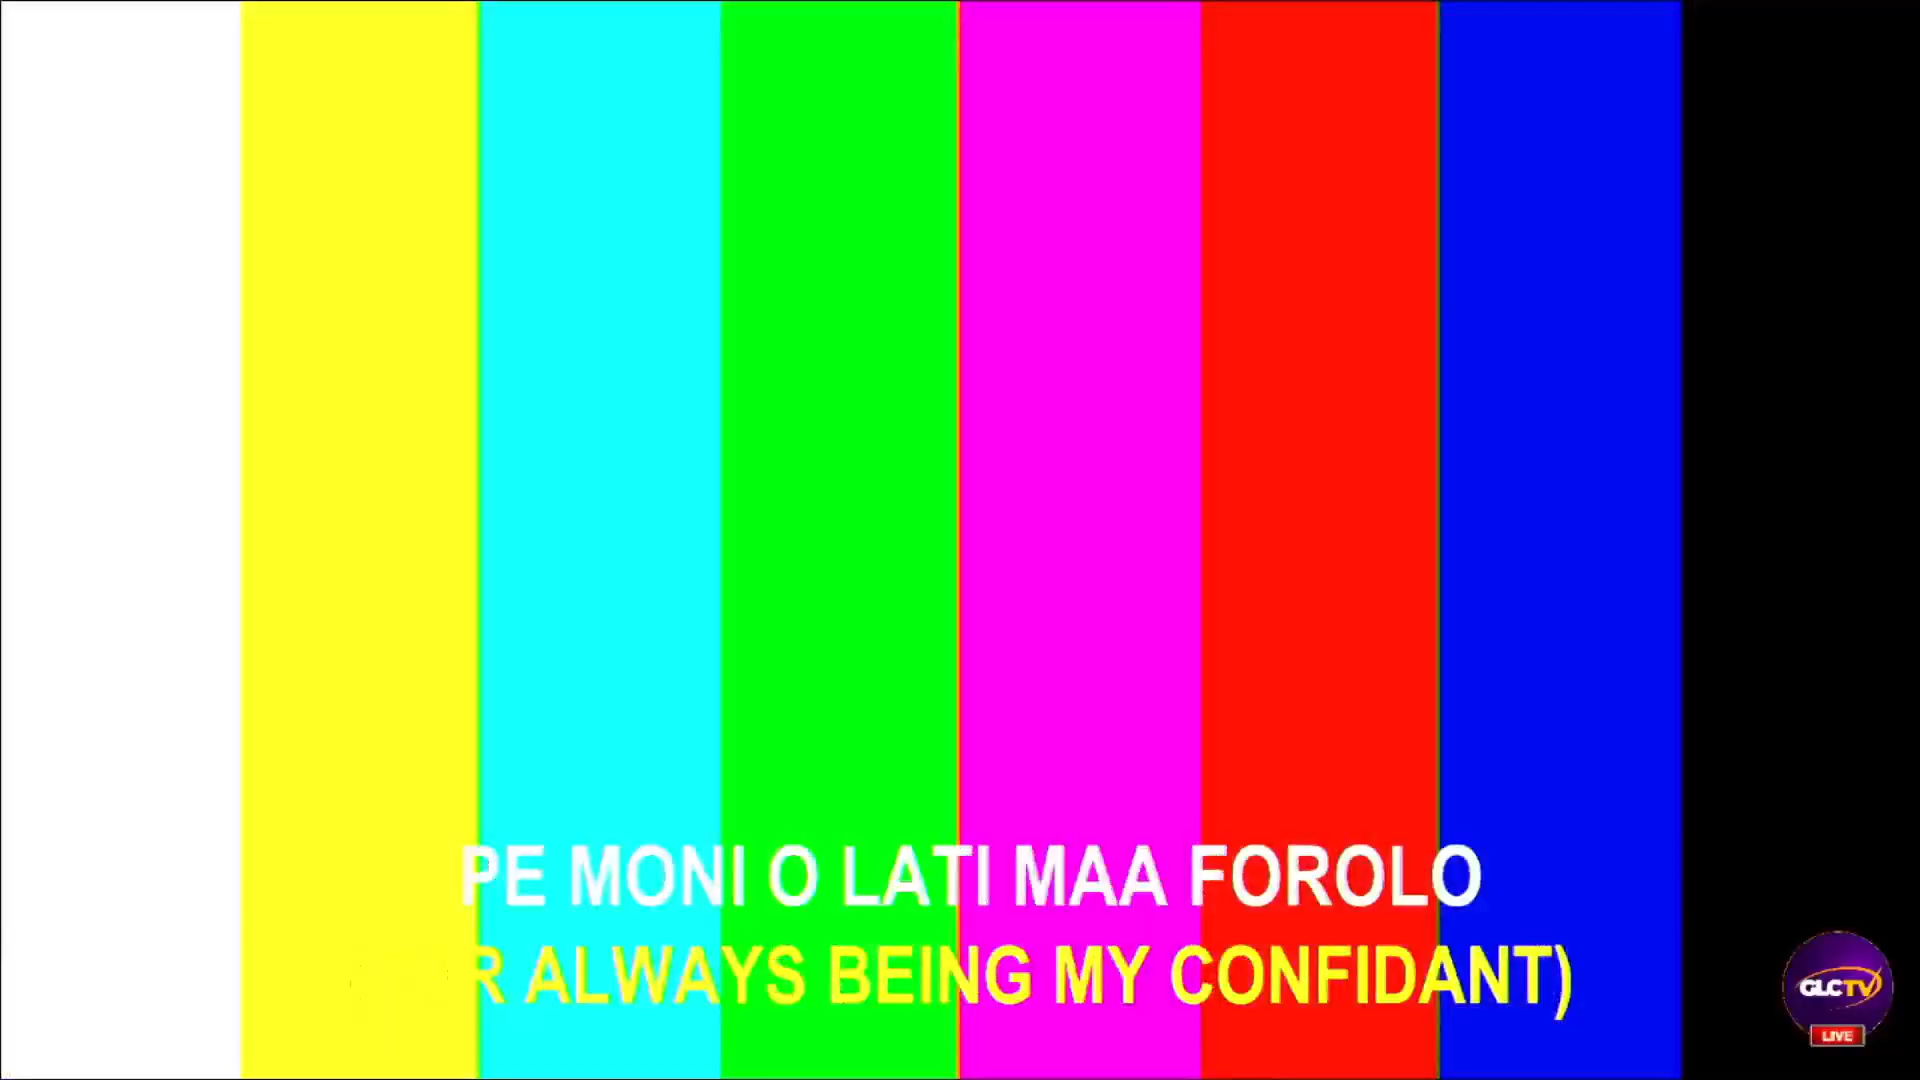 PE MONI O LATI MAA FOROLO
ALWAYS BEING MY CONFIDANT)
GLCTV
LIVE